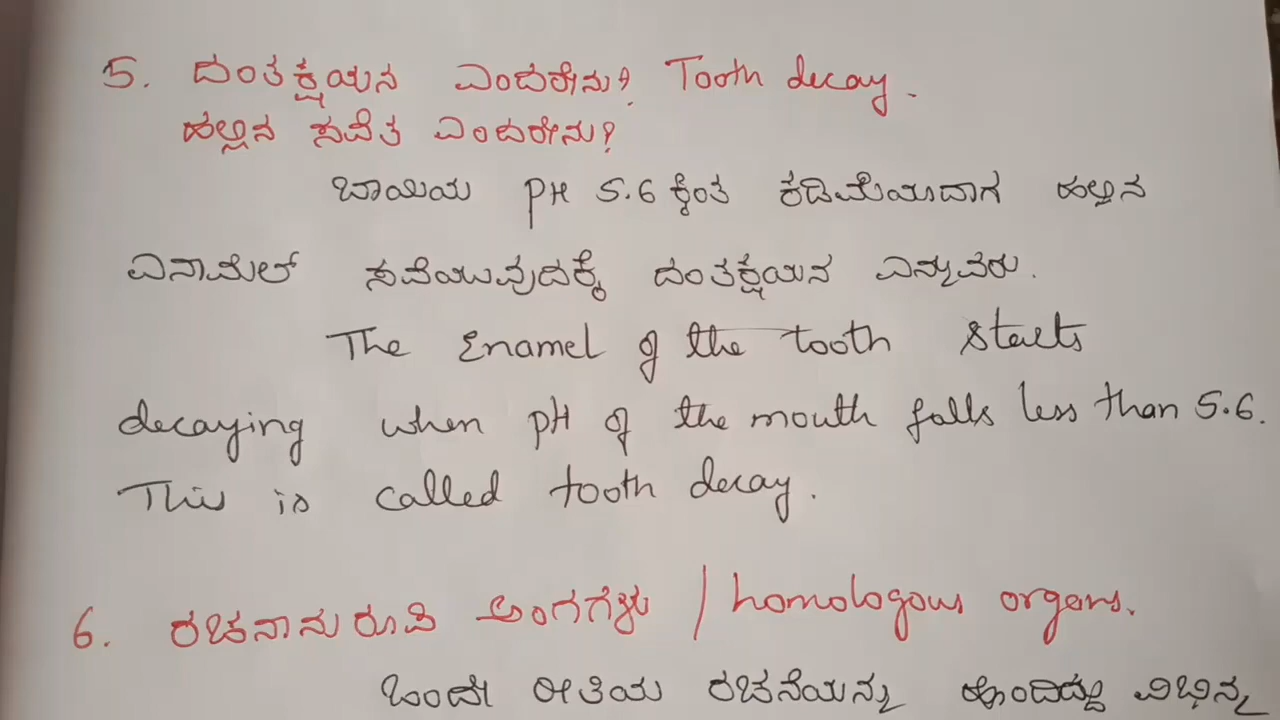 5. ದಂತಕ್ಷಯನ ಎಂದರೇನು? Tooth decay.
ಹಲ್ಲಿನ ಸವೆತ ಎಂದರೇನು?
ಬಾಯಿಯ pH 5.6 ಕ್ಕಿಂತ ಕಡಿಮೆಯಾದಾಗ ಹಲ್ಲಿನ
ಎನಾಮೆಲ್ ಸವೆಯುವುದಕ್ಕೆ ದಂತಕ್ಷಯನ ಎನ್ನುವರು.
The Enamel of the tooth starts
decaying when pH of the mouth falls less than 5.6.
This is called tooth decay.
6. ರಚನಾನುರೂಪಿ ಅಂಗಗಳು / homologous organs.
ಒಂದೇ ರೀತಿಯ ರಚನೆಯನ್ನು ಹೊಂದಿದ್ದು ವಿಭಿನ್ನ